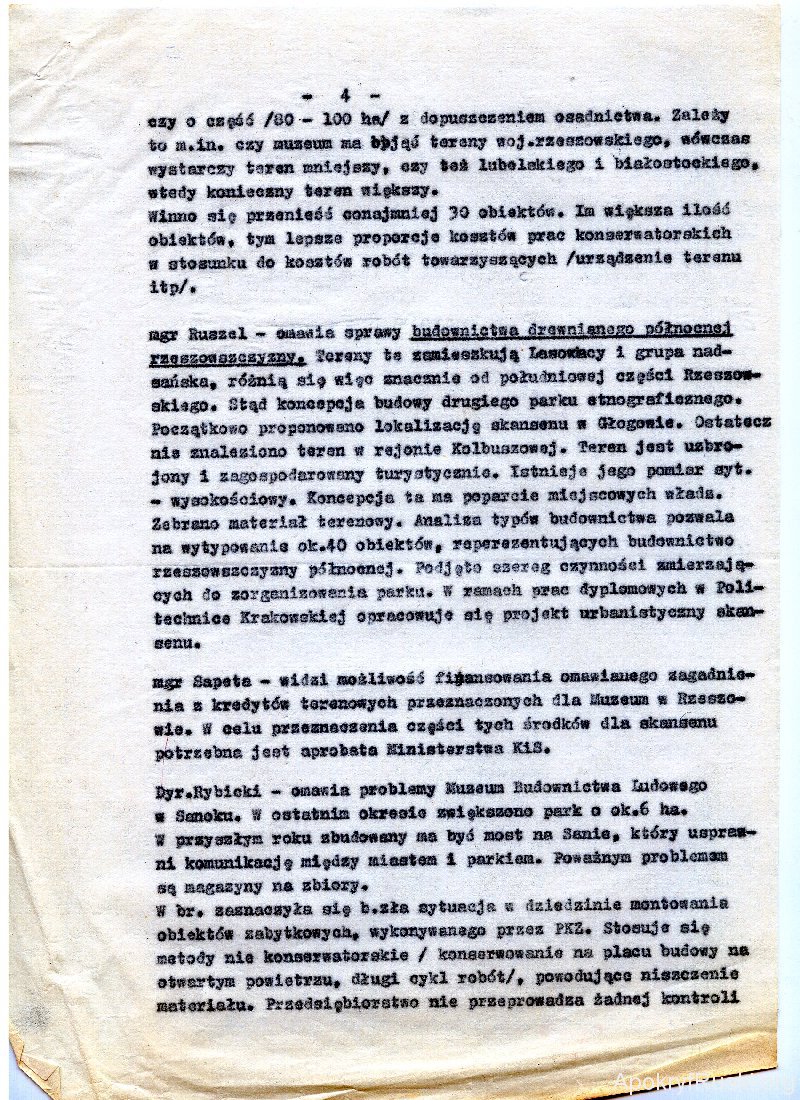 - 4 -
czy o część /80 - 100 ha/ z dopuszczeniem osadnictwa. Zależy
to m.in. czy muzeum ma objąć tereny woj.rzeszowskiego, wówczas
wystarczy teren mniejszy, czy też lubelskiego i białostockiego,
wtedy konieczny teren większy.
Winno się przenieść conajmniej 30 obiektów. Im większa ilość
obiektów, tym lepsze proporcje kosztów prac konserwatorskich
w stosunku do kosztów robót towarzyszących /urządzenie terenu
itp/.
mgr Ruszel - omawia sprawy budownictwa drewnianego północnej
rzeszowszczyzny. Tereny te zamieszkują Lasowiacy i grupa nad-
sańska, różnią się więc znacznie od południowej części Rzeszow-
skiego. Stąd koncepcja budowy drugiego parku etnograficznego.
Początkowo proponowano lokalizację skansenu w Głogowie. Ostatecz
nie znaleziono teren w rejonie Kolbuszowej. Teren jest uzbro-
jony i zagospodarowany turystycznie. Istnieje jego pomiar syt.
- wysokościowy. Koncepcja ta ma poparcie miejscowych władz.
Zebrano materiał terenowy. Analiza typów budownictwa pozwala
na wytypowanie ok.40 obiektów, reperezentujących budownictwo
rzeszowszczyzny północnej. Podjęto szereg czynności zmierzają-
cych do zorganizowania parku. W ramach prac dyplomowych w Poli-
technice Krakowskiej opracowuje się projekt urbanistyczny skan-
senu.
mgr Sapeta - widzi możliwość finansowania omawianego zagadnie-
nia z kredytów terenowych przeznaczonych dla Muzeum w Rzeszo-
wie. W celu przeznaczenia części tych środków dla skansenu
potrzebna jest aprobata Ministerstwa KiS.
Dyr.Rybicki - omawia problemy Muzeum Budownictwa Ludowego
w Sanoku. W ostatnim okresie zwiększono park o ok.6 ha.
W przyszłym roku zbudowany ma być most na Sanie, który uspraw-
ni komunikację między miastem i parkiem. Poważnym problemem
są magazyny na zbiory.
W br. zaznaczyła się b.zła sytuacja w dziedzinie montowania
obiektów zabytkowych, wykonywanego przez PKZ. Stosuje się
metody nie konserwatorskie / konserwowanie na placu budowy na
otwartym powietrzu, długi cykl robót/, powodujące niszczenie
materiału. Przedsiębiorstwo nie przeprowadza żadnej kontroli